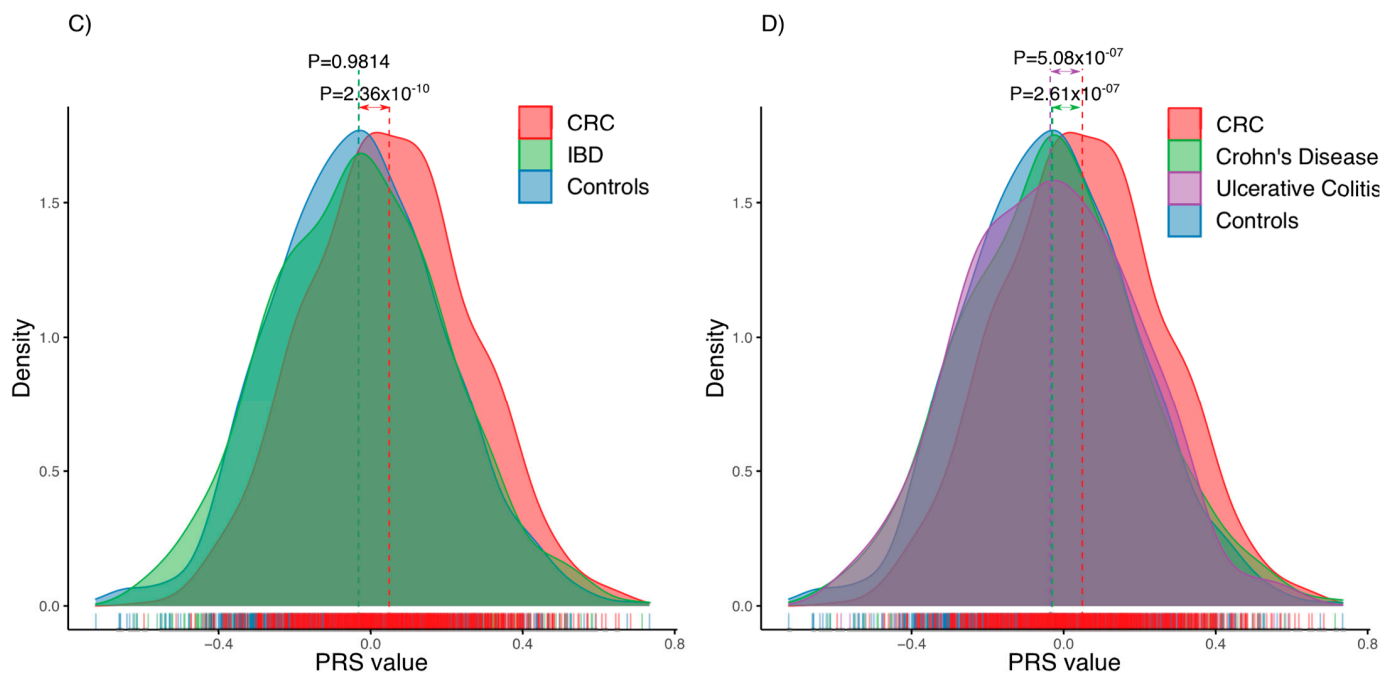 C)
P=0.9814
P=2.36x10-10
CRC
IBD
Controls
Density
1.5
1.0
0.5
0.0
−0.4
0.0
0.4
0.8
PRS value
D)
P=5.08x10-07
P=2.61x10-07
CRC
Crohn's Disease
Ulcerative Colitis
Controls
Density
1.5
1.0
0.5
0.0
−0.4
0.0
0.4
0.8
PRS value